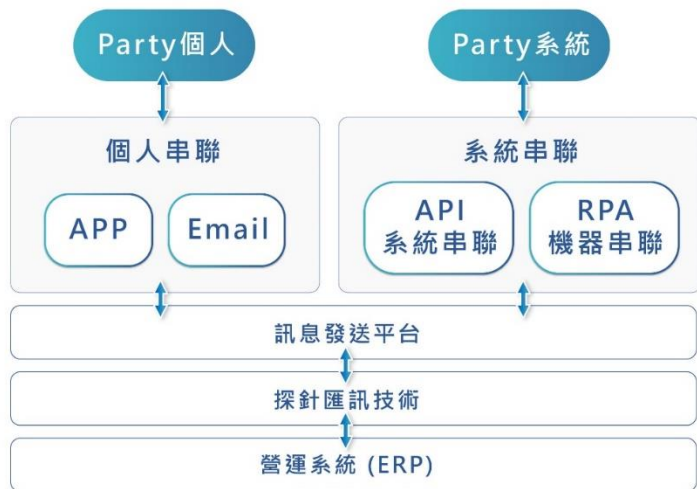 Party個人
Party系統
個人串聯
系統串聯
APP
Email
API
系統串聯
RPA
機器串聯
訊息發送平台
探針匯訊技術
營運系統 (ERP)